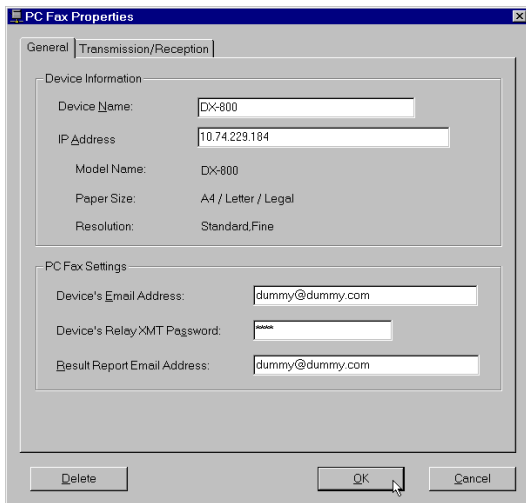 PC Fax Properties
General Transmission/Reception
Device Information
Device Name: DX-800
IP Address 10.74.229.184
Model Name: DX-800
Paper Size: A4 / Letter / Legal
Resolution: Standard,Fine
PC Fax Settings
Device's Email Address: dummy@dummy.com
Device's Relay XMT Password: ****
Result Report Email Address: dummy@dummy.com
Delete OK Cancel